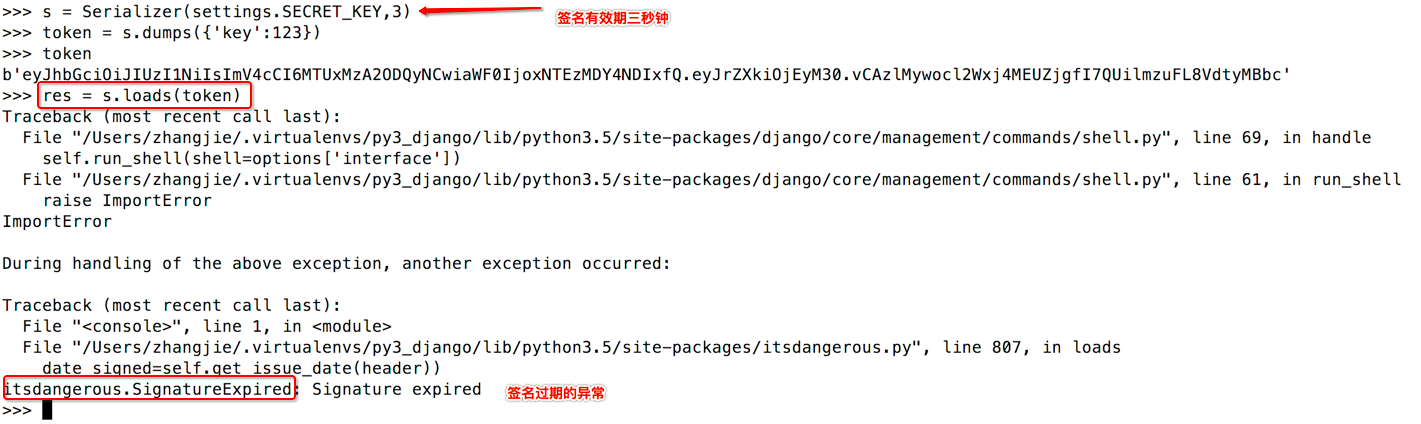 >>> s = Serializer(settings.SECRET_KEY,3) 签名有效期三秒钟
>>> token = s.dumps({'key':123})
>>> token
b'eyJhbGciOiJIUzI1NiIsImV4cCI6MTUxMzA2ODQyNCwiaWF0IjoxNTEzMDY4NDIxfQ.eyJrZXkiOjEyM30.vCAzlMywocl2Wxj4MEUZjgfI7QUilmzuFL8VdtyMBbc'
>>> res = s.loads(token)
Traceback (most recent call last):
  File "/Users/zhangjie/.virtualenvs/py3_django/lib/python3.5/site-packages/django/core/management/commands/shell.py", line 69, in handle
    self.run_shell(shell=options['interface'])
  File "/Users/zhangjie/.virtualenvs/py3_django/lib/python3.5/site-packages/django/core/management/commands/shell.py", line 61, in run_shell
    raise ImportError
ImportError
During handling of the above exception, another exception occurred:
Traceback (most recent call last):
  File "<console>", line 1, in <module>
  File "/Users/zhangjie/.virtualenvs/py3_django/lib/python3.5/site-packages/itsdangerous.py", line 807, in loads
    date_signed=self.get_issue_date(header))
itsdangerous.SignatureExpired: Signature expired 签名过期的异常
>>>